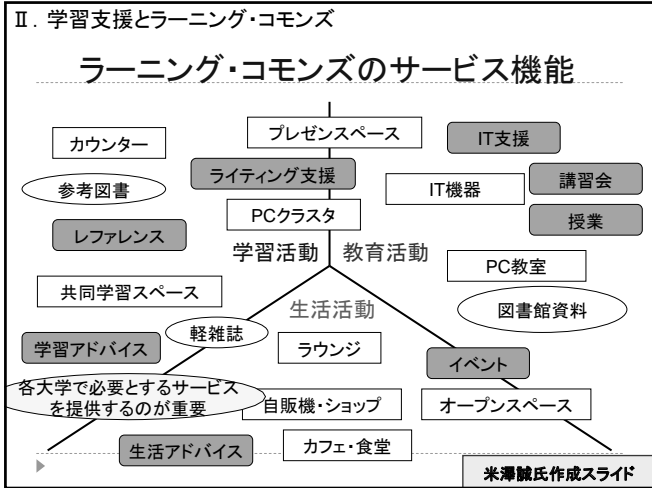 Ⅱ．学習支援とラーニング・コモンズ
ラーニング・コモンズのサービス機能
プレゼンスペース
IT支援
カウンター
ライティング支援
講習会
参考図書
IT機器
授業
PCクラスタ
レファレンス
学習活動
教育活動
PC教室
共同学習スペース
図書館資料
生活活動
軽雑誌
学習アドバイス
ラウンジ
イベント
各大学で必要とするサービス
を提供するのが重要
自販機・ショップ
オープンスペース
生活アドバイス
カフェ・食堂
米澤誠氏作成スライド